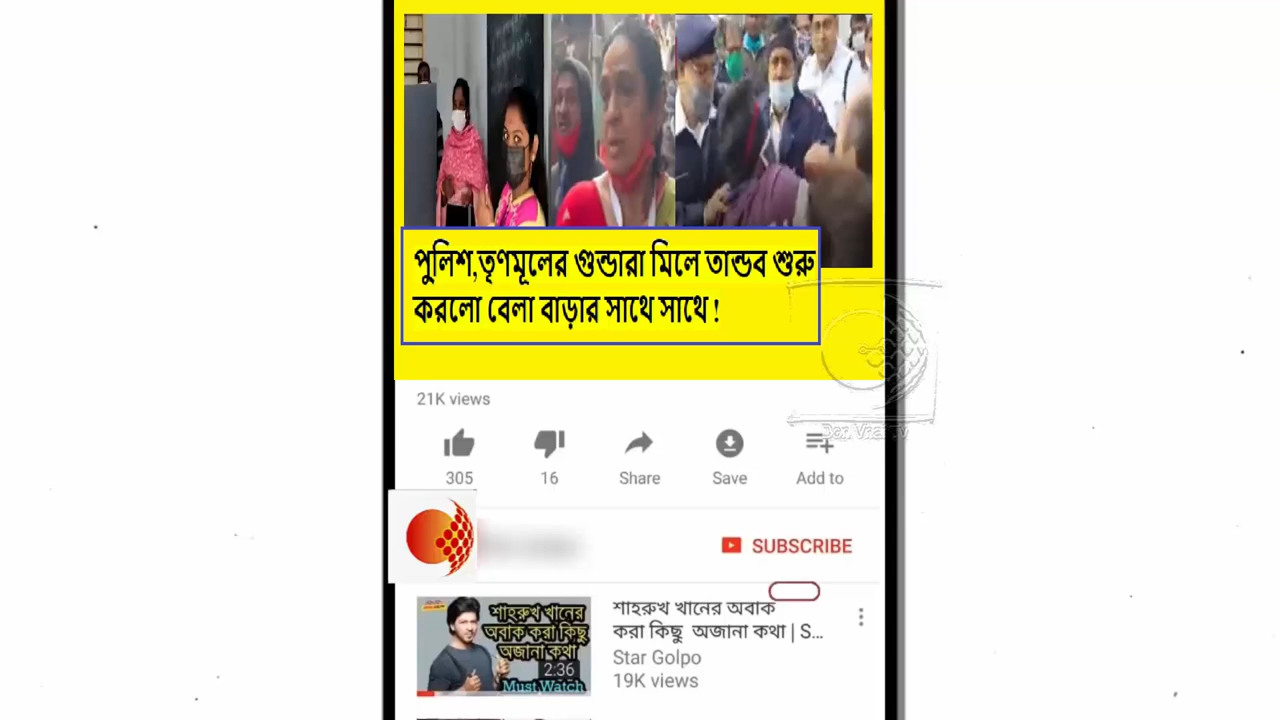 পুলিশ,তৃণমূলের গুন্ডারা মিলে তান্ডব শুরু
করলো বেলা বাড়ার সাথে সাথে!
21K views
305
16
Share
Save
Add to
SUBSCRIBE
শাহরুখ খানের
অবাক করা কিছু
অজানা কথা
2:36
Must Watch
শাহরুখ খানের অবাক
করা কিছু অজানা কথা | S...
Star Golpo
19K views